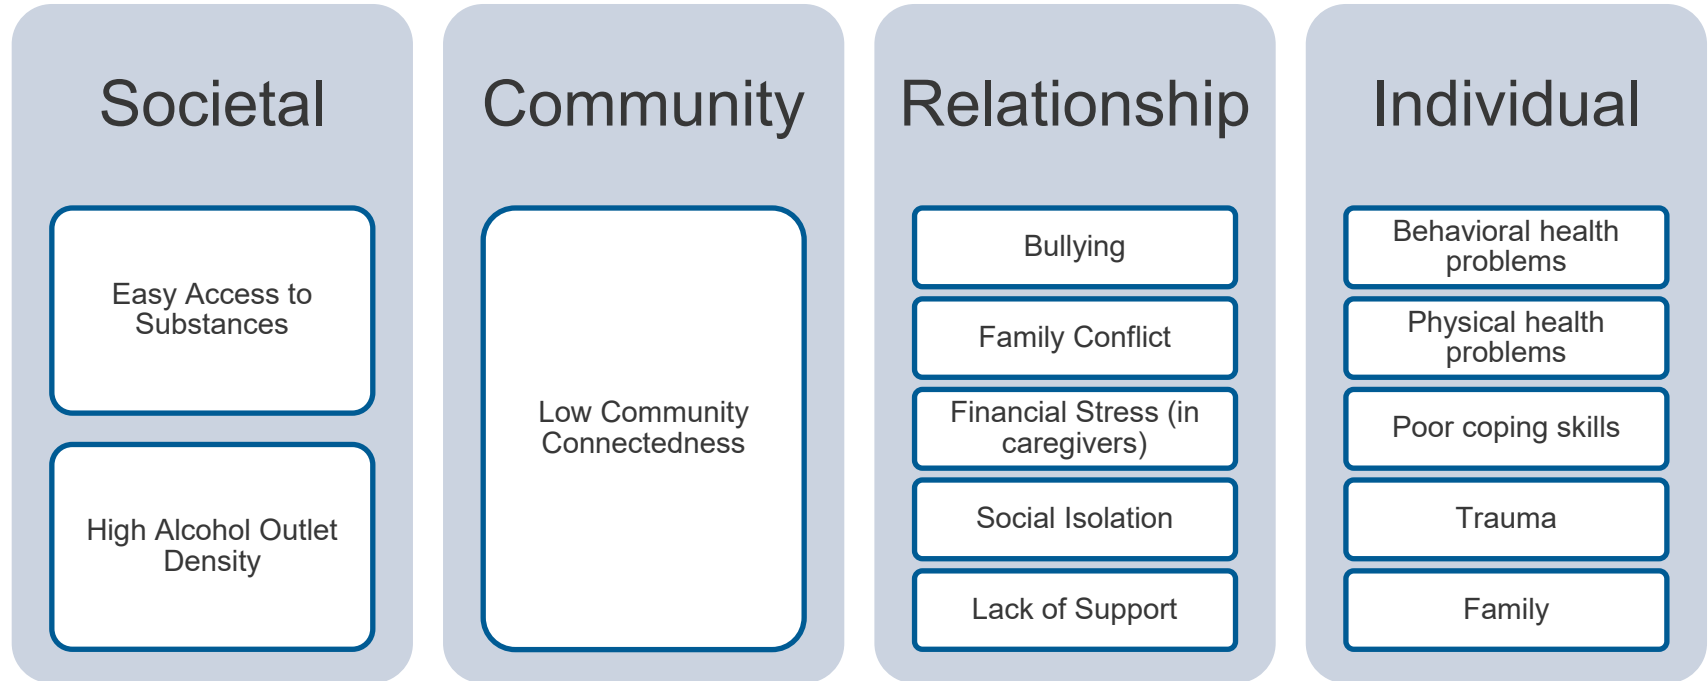 Societal
Easy Access to
Substances
High Alcohol Outlet
Density
Community
Low Community
Connectedness
Relationship
Bullying
Family Conflict
Financial Stress (in
caregivers)
Social Isolation
Lack of Support
Individual
Behavioral health
problems
Physical health
problems
Poor coping skills
Trauma
Family